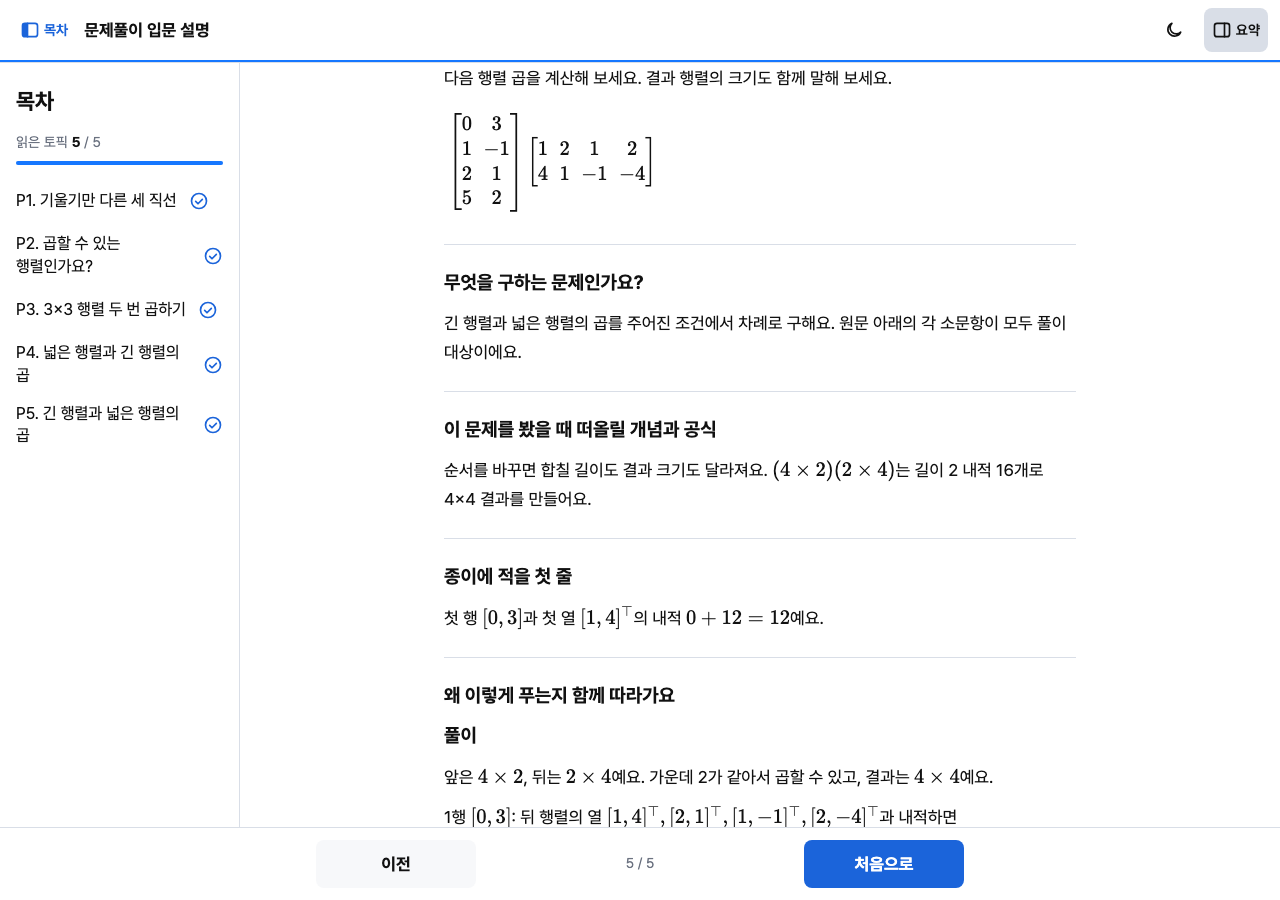 목차 문제풀이 입문 설명 요약
목차
읽은 토픽 5 / 5
P1. 기울기만 다른 세 직선
P2. 곱할 수 있는
행렬인가요?
P3. 3×3 행렬 두 번 곱하기
P4. 넓은 행렬과 긴 행렬의
곱
P5. 긴 행렬과 넓은 행렬의
곱
다음 행렬 곱을 계산해 보세요. 결과 행렬의 크기도 함께 말해 보세요.
[0 3
1 −1
2 1
5 2]
[1 2 1 2
4 1 −1 −4]
무엇을 구하는 문제인가요?
긴 행렬과 넓은 행렬의 곱를 주어진 조건에서 차례로 구해요. 원문 아래의 각 소문항이 모두 풀이
대상이에요.
이 문제를 봤을 때 떠올릴 개념과 공식
순서를 바꾸면 합칠 길이도 결과 크기도 달라져요. (4 × 2)(2 × 4)는 길이 2 내적 16개로
4×4 결과를 만들어요.
종이에 적을 첫 줄
첫 행 [0, 3]과 첫 열 [1, 4]⊤의 내적 0 + 12 = 12예요.
왜 이렇게 푸는지 함께 따라가요
풀이
앞은 4 × 2, 뒤는 2 × 4예요. 가운데 2가 같아서 곱할 수 있고, 결과는 4 × 4예요.
1행 [0, 3]: 뒤 행렬의 열 [1, 4]⊤, [2, 1]⊤, [1, −1]⊤, [2, −4]⊤과 내적하면
이전 5 / 5 처음으로